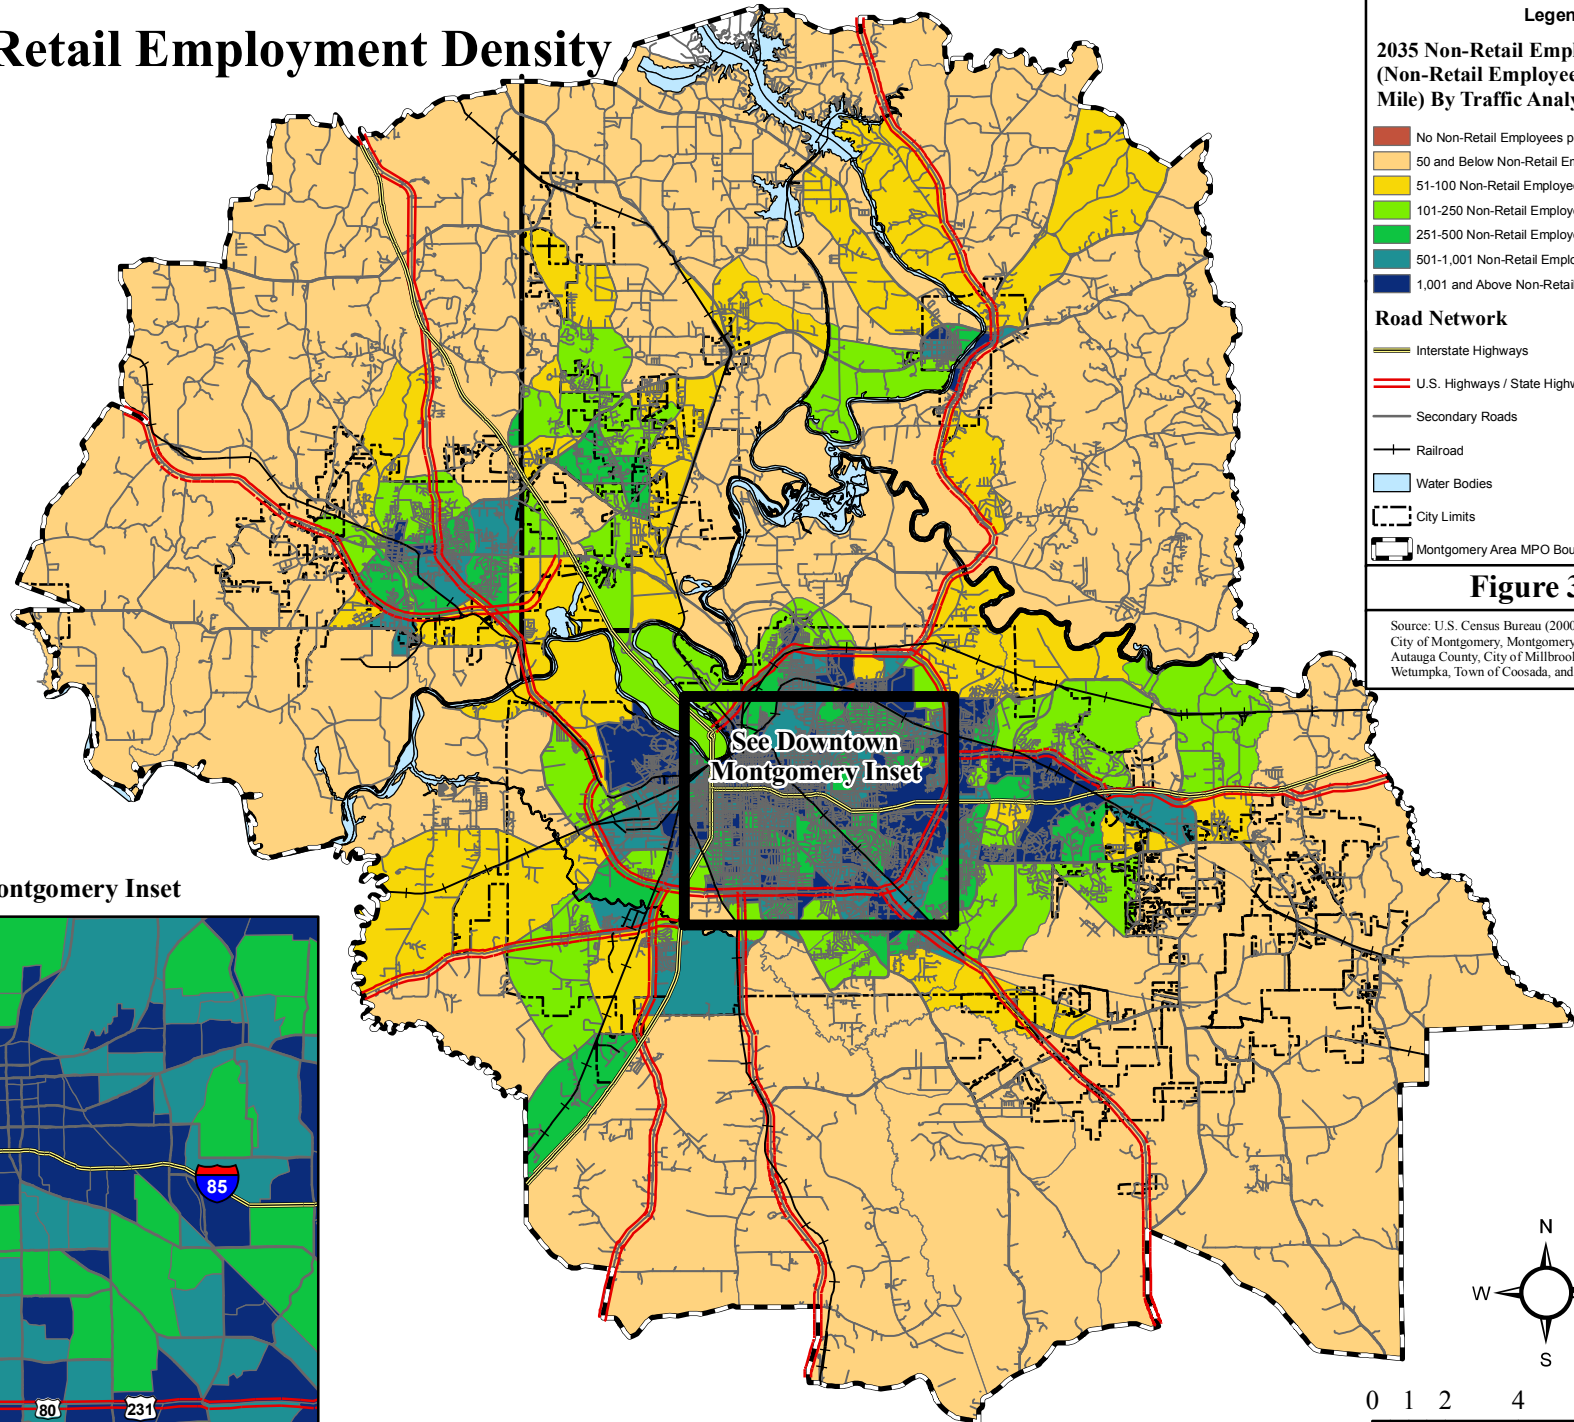 Retail Employment Density
Legen
2035 Non-Retail Empl
(Non-Retail Employee
Mile) By Traffic Analy
No Non-Retail Employees p
50 and Below Non-Retail En
51-100 Non-Retail Employee
101-250 Non-Retail Employe
251-500 Non-Retail Employe
501-1,001 Non-Retail Emplo
1,001 and Above Non-Retail
Road Network
Interstate Highways
U.S. Highways / State Highw
Secondary Roads
Railroad
Water Bodies
City Limits
Montgomery Area MPO Bou
Figure 3
Source: U.S. Census Bureau (2000
City of Montgomery, Montgomery
Autauga County, City of Millbrook
Wetumpka, Town of Coosada, and
See Downtown
Montgomery Inset
ontgomery Inset
85
80
231
N
W
S
0 1 2 4